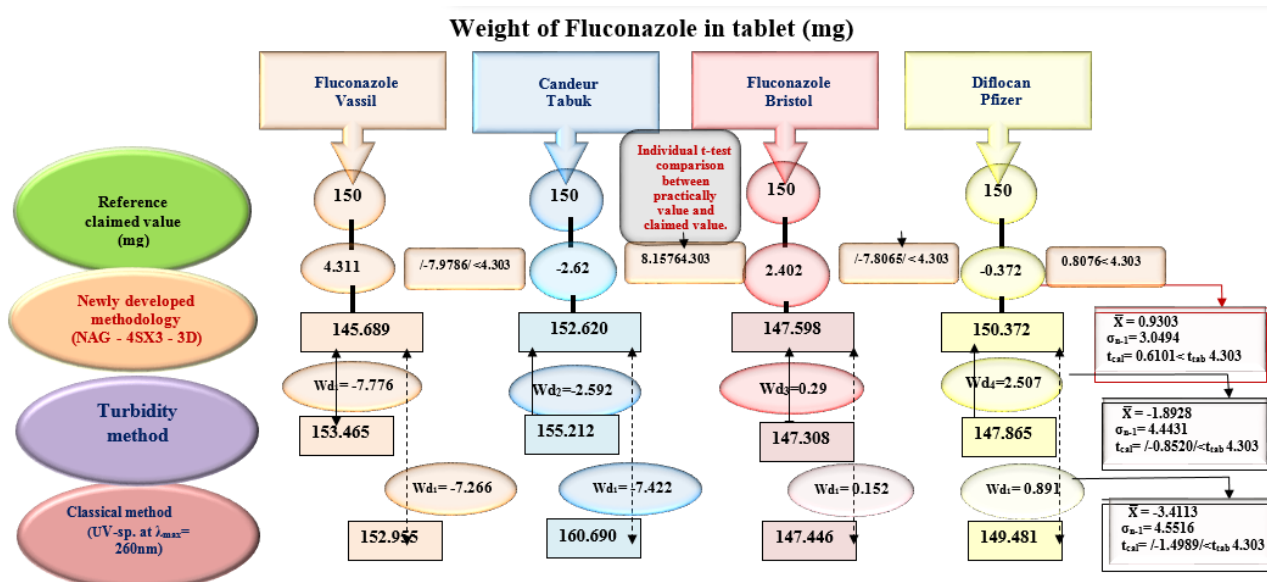 Weight of Fluconazole in tablet (mg)
Fluconazole
Vassil
Candeur
Tabuk
Fluconazole
Bristol
Diflocan
Pfizer
Individual t-test
comparison
between
practically
value and
claimed value.
Reference
claimed value
(mg)
150
150
150
150
4.311
/-7.9786/<4.303
-2.62
8.15764.303
2.402
/-7.8065/< 4.303
-0.372
0.8076< 4.303
Newly developed
methodology
(NAG - 4SX3 - 3D)
145.689
152.620
147.598
150.372
X̅ = 0.9303
σn-1= 3.0494
tcal= 0.6101< ttab 4.303
Turbidity
method
Wd₁= -7.776
Wd₂=-2.592
Wd₃=0.29
Wd₄=2.507
153.465
155.212
147.308
147.865
X̅ = -1.8928
σn-1= 4.4431
tcal= /-0.8520/<ttab 4.303
Classical method
(UV-sp. at λmax=
260nm)
Wd₁= -7.266
Wd₁= -7.422
Wd₁= 0.152
Wd₁= 0.891
152.955
160.690
147.446
149.481
X̅ = -3.4113
σn-1= 4.5516
tcal= /-1.4989/<ttab 4.303